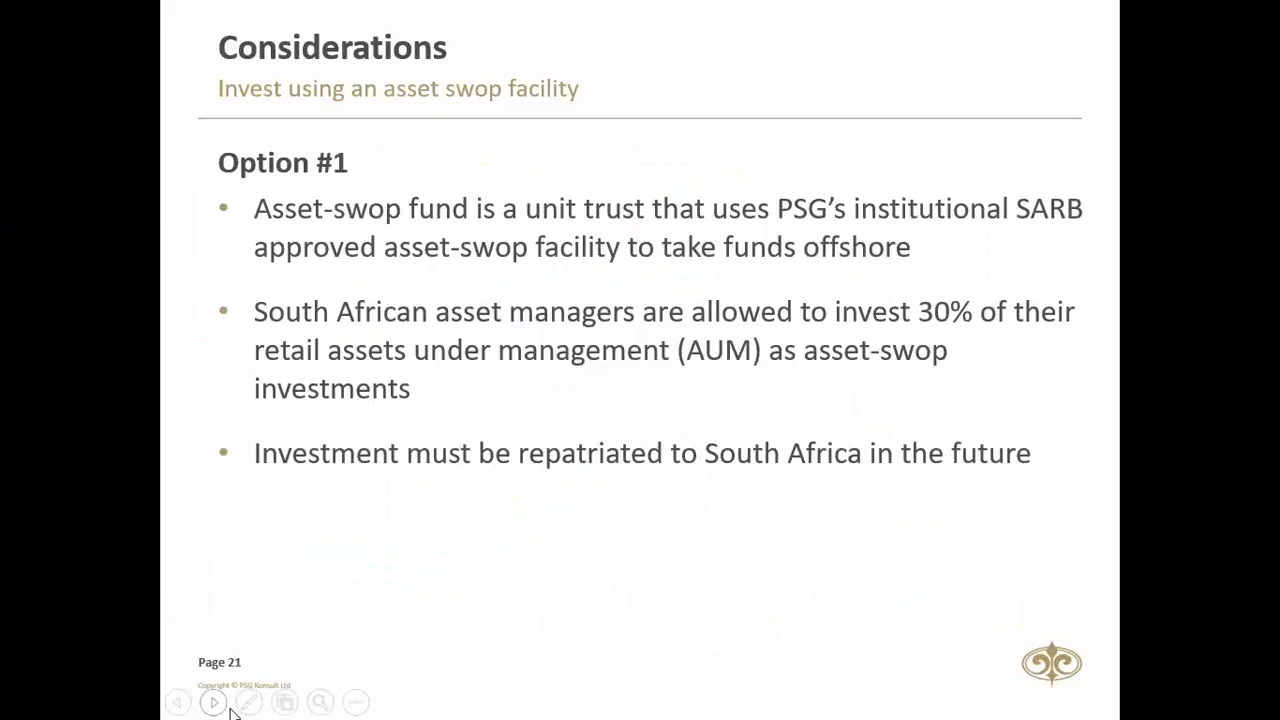 Considerations
Invest using an asset swop facility
Option #1
• Asset-swop fund is a unit trust that uses PSG’s institutional SARB
approved asset-swop facility to take funds offshore
• South African asset managers are allowed to invest 30% of their
retail assets under management (AUM) as asset-swop
investments
• Investment must be repatriated to South Africa in the future
Page 21
Copyright © PSG Konsult Ltd